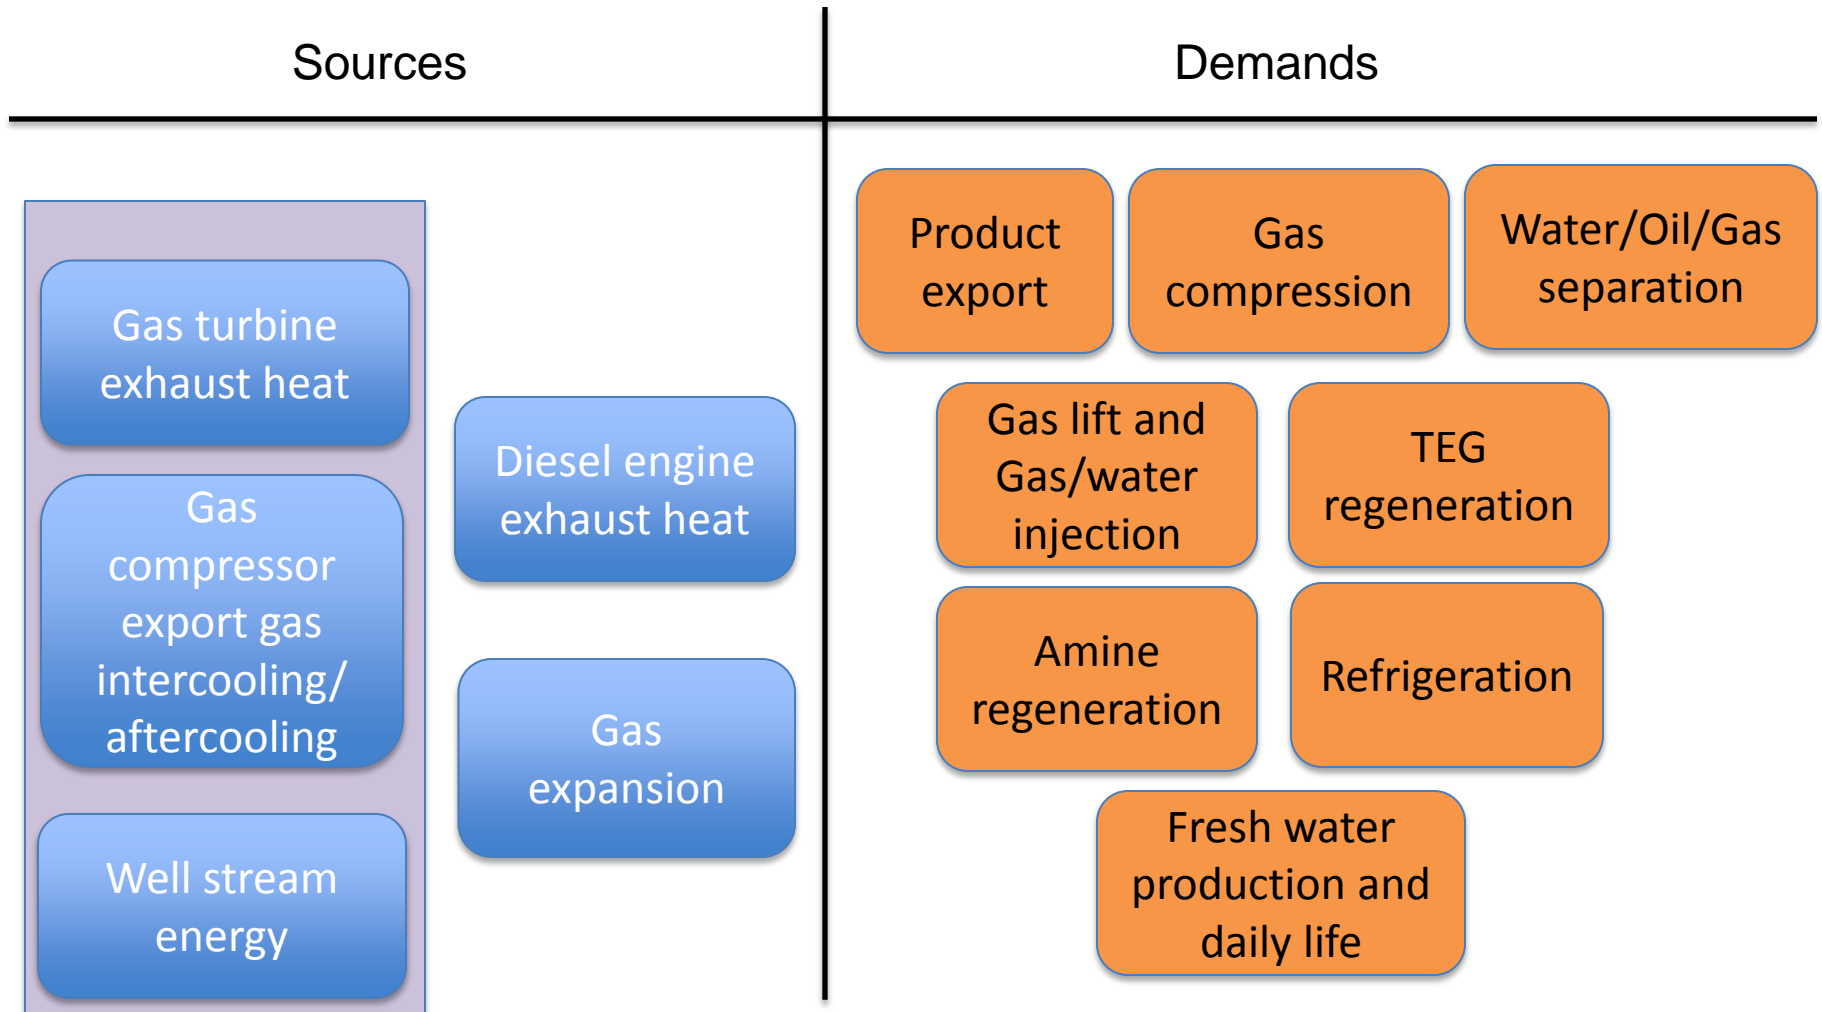 Sources
Demands
Gas turbine
exhaust heat
Gas
compressor
export gas
intercooling/
aftercooling
Well stream
energy
Diesel engine
exhaust heat
Gas
expansion
Product
export
Gas
compression
Water/Oil/Gas
separation
Gas lift and
Gas/water
injection
TEG
regeneration
Amine
regeneration
Refrigeration
Fresh water
production and
daily life